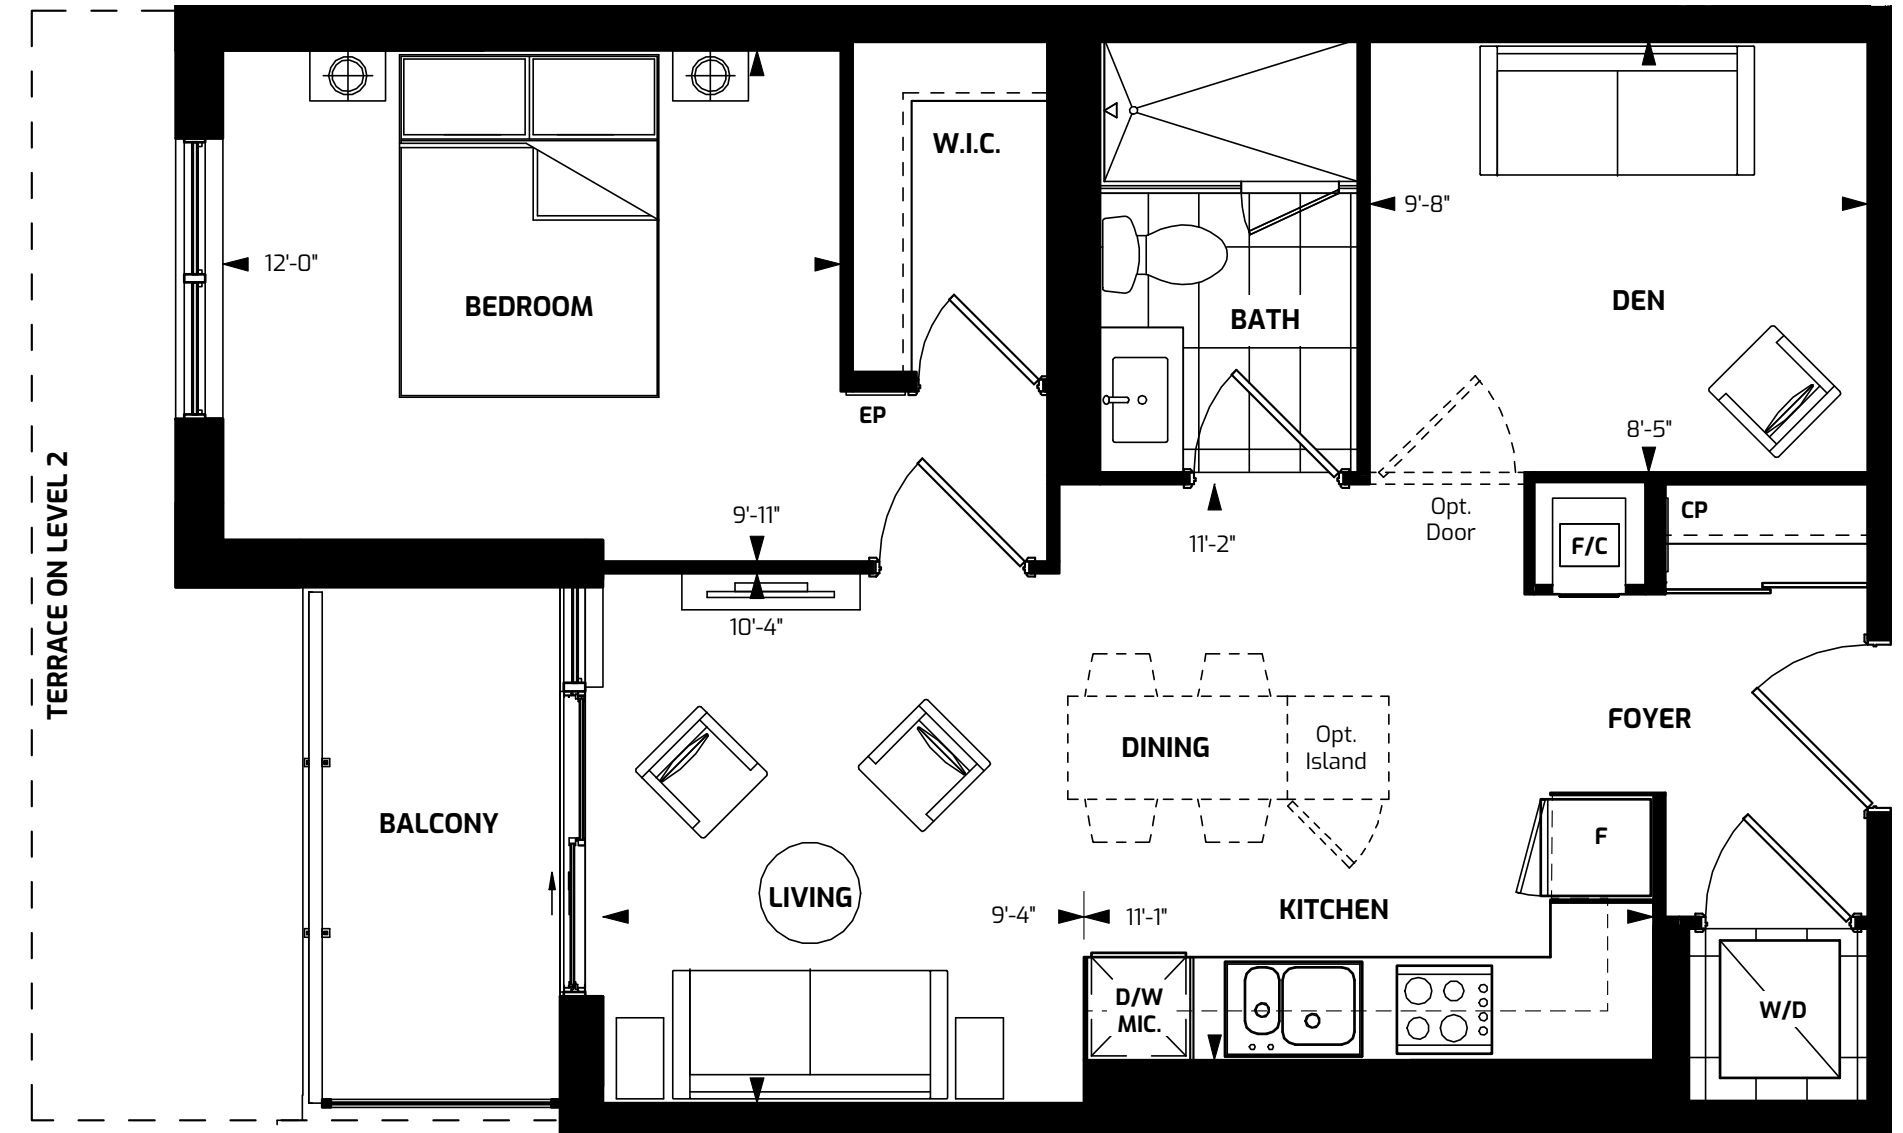 W.I.C.
9'-8"
12'-0"
BEDROOM
DEN
BATH
EP
8'-5"
TERRACE ON LEVEL 2
9'-11"
Opt.
Door
CP
11'-2"
F/C
10'-4"
FOYER
DINING
Opt.
Island
BALCONY
F
LIVING
9'-4"
11'-1"
KITCHEN
D/W
MIC.
W/D